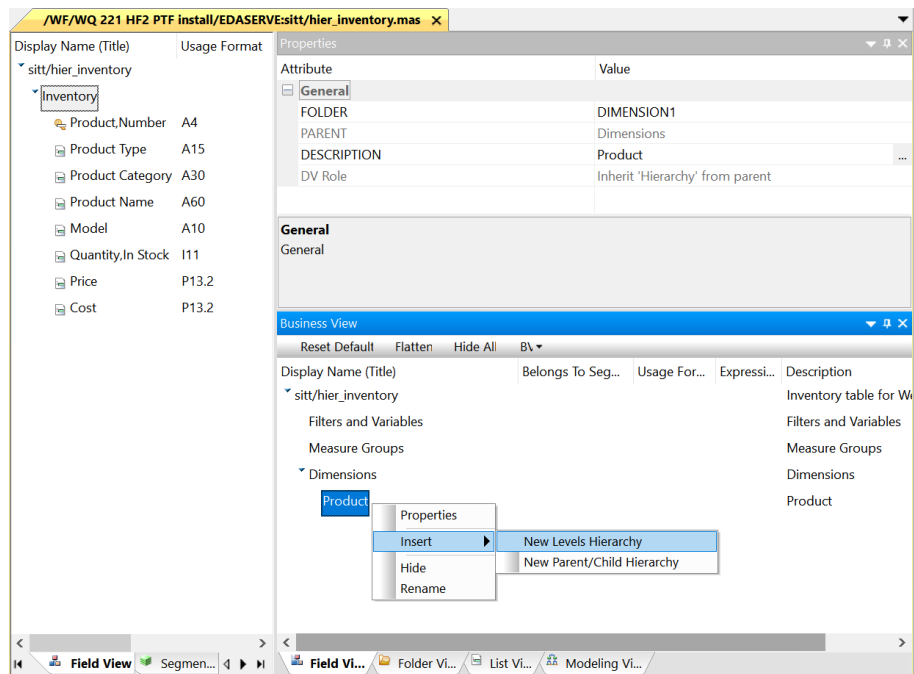 /WF/WQ 221 HF2 PTF install/EDASERVE:sitt/hier_inventory.mas
Display Name (Title) Usage Format
sitt/hier_inventory
Inventory
Product,Number A4
Product Type A15
Product Category A30
Product Name A60
Model A10
Quantity,In Stock I11
Price P13.2
Cost P13.2
Field View Segmen...
Properties
Attribute Value
General
FOLDER DIMENSION1
PARENT Dimensions
DESCRIPTION Product ...
DV Role Inherit 'Hierarchy' from parent
General
General
Business View
Reset Default Flatten Hide All
Display Name (Title) Belongs To Seg... Usage For... Expressi... Description
sitt/hier_inventory Inventory table for
Filters and Variables Filters and Variables
Measure Groups Measure Groups
Dimensions Dimensions
Product Product
Properties
Insert New Levels Hierarchy
New Parent/Child Hierarchy
Hide
Rename
Field Vi... Folder Vi... List Vi... Modeling Vi...